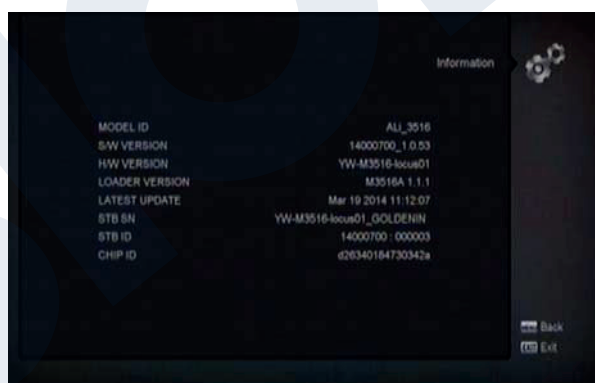 Information
MODEL ID ALi_3516
S/W VERSION 14000700_1.0.53
H/W VERSION YW-M3516-locus01
LOADER VERSION M3516A 1.1.1
LATEST UPDATE Mar 19 2014 11:12:07
STB SN YW-M3516-locus01_GOLDENIN
STB ID 14000700 : 000003
CHIP ID d26340184730342a
MENU Back
EXIT Exit